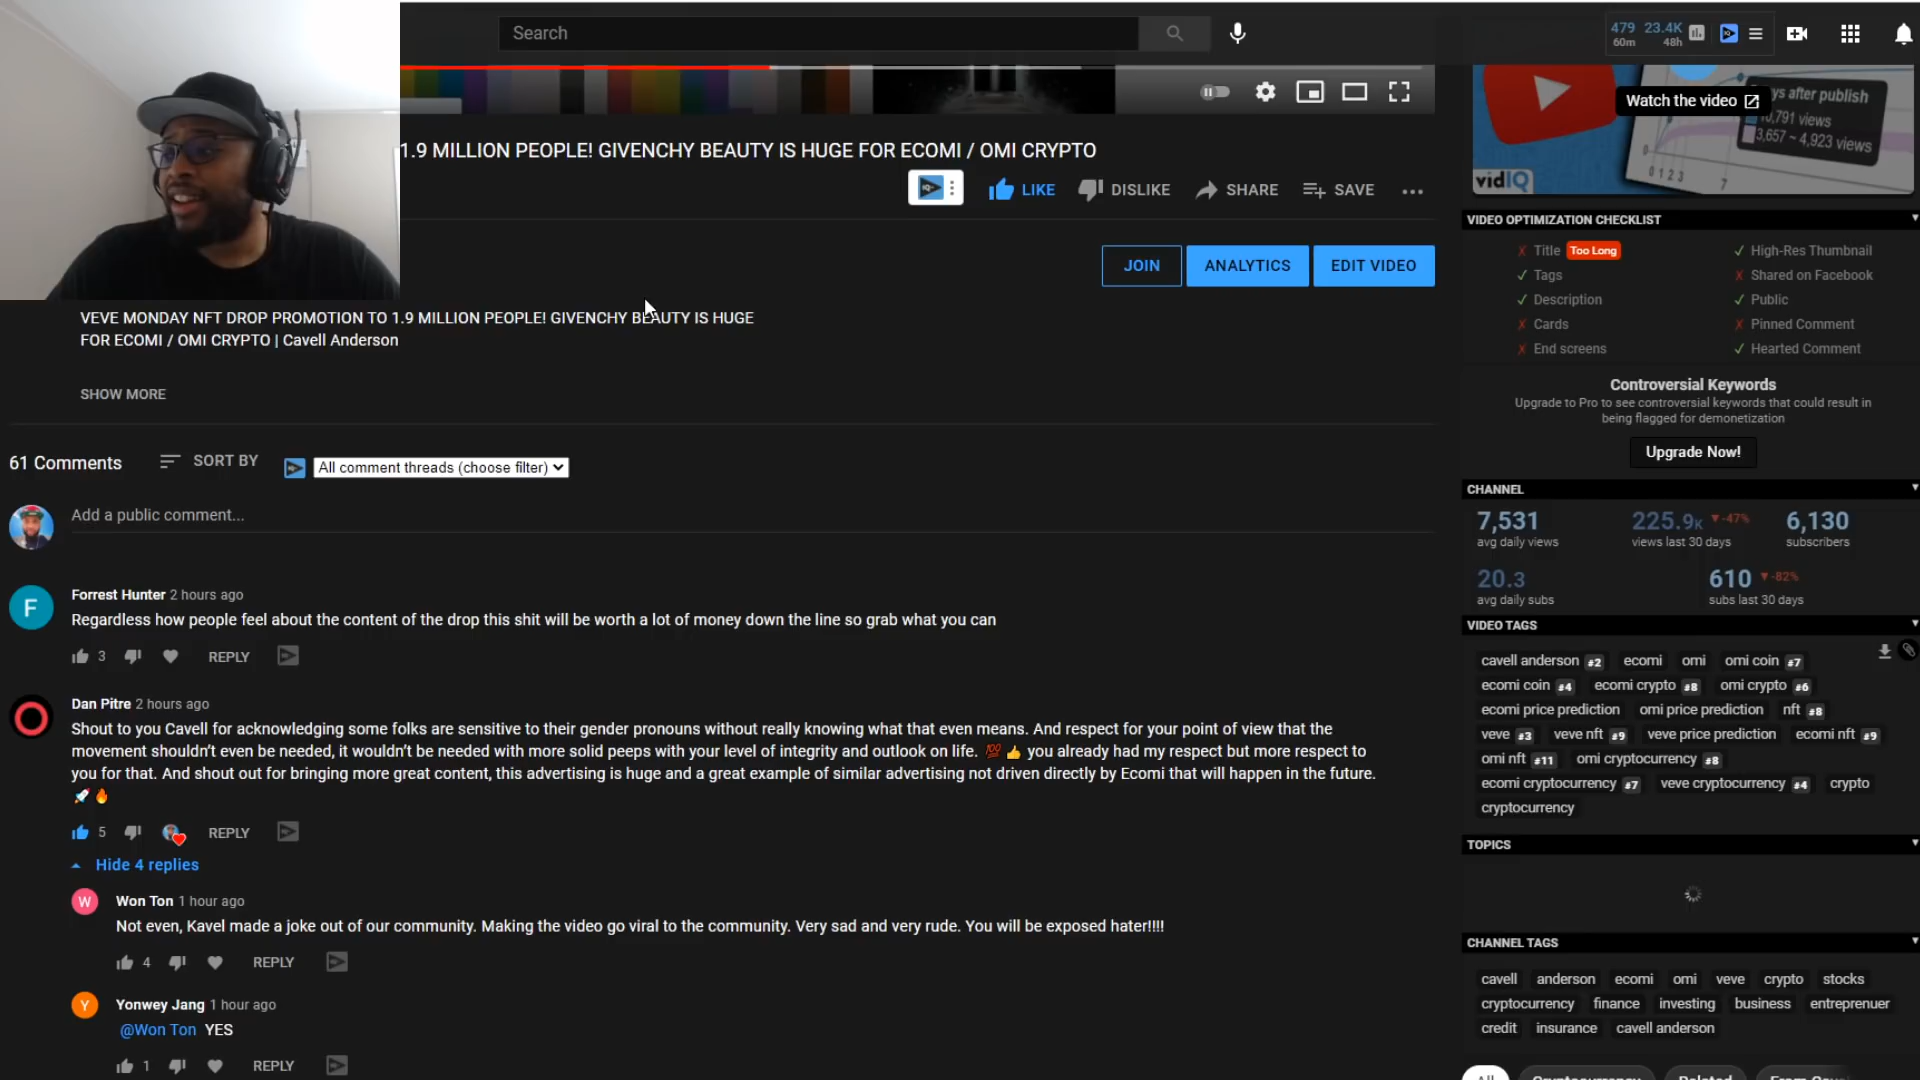 Search
479 23.4K
60m 48h
1.9 MILLION PEOPLE! GIVENCHY BEAUTY IS HUGE FOR ECOMI / OMI CRYPTO
LIKE DISLIKE SHARE SAVE
JOIN ANALYTICS EDIT VIDEO
VEVE MONDAY NFT DROP PROMOTION TO 1.9 MILLION PEOPLE! GIVENCHY BEAUTY IS HUGE
FOR ECOMI / OMI CRYPTO | Cavell Anderson
SHOW MORE
61 Comments SORT BY All comment threads (choose filter)
Add a public comment...
F
Forrest Hunter 2 hours ago
Regardless how people feel about the content of the drop this shit will be worth a lot of money down the line so grab what you can
3 REPLY
Dan Pitre 2 hours ago
Shout to you Cavell for acknowledging some folks are sensitive to their gender pronouns without really knowing what that even means. And respect for your point of view that the
movement shouldn't even be needed, it wouldn't be needed with more solid peeps with your level of integrity and outlook on life. 💯 👍 you already had my respect but more respect to
you for that. And shout out for bringing more great content, this advertising is huge and a great example of similar advertising not driven directly by Ecomi that will happen in the future.
🚀🔥
5 REPLY
Hide 4 replies
W
Won Ton 1 hour ago
Not even, Kavel made a joke out of our community. Making the video go viral to the community. Very sad and very rude. You will be exposed hater!!!!
4 REPLY
Y
Yonwey Jang 1 hour ago
@Won Ton YES
1 REPLY
Watch the video
ys after publish
10,791 views
3,657 ~ 4,923 views
0 1 2 3 7
vidIQ
VIDEO OPTIMIZATION CHECKLIST
✗ Title Too Long ✓ High-Res Thumbnail
✓ Tags ✗ Shared on Facebook
✓ Description ✓ Public
✗ Cards ✗ Pinned Comment
✗ End screens ✓ Hearted Comment
Controversial Keywords
Upgrade to Pro to see controversial keywords that could result in
being flagged for demonetization
Upgrade Now!
CHANNEL
7,531 225.9K ▼-47% 6,130
avg daily views views last 30 days subscribers
20.3 610 ▼-82%
avg daily subs subs last 30 days
VIDEO TAGS
cavell anderson #2 ecomi omi omi coin #7
ecomi coin #4 ecomi crypto #8 omi crypto #6
ecomi price prediction omi price prediction nft #8
veve #3 veve nft #9 veve price prediction ecomi nft #9
omi nft #11 omi cryptocurrency #8
ecomi cryptocurrency #7 veve cryptocurrency #4 crypto
cryptocurrency
TOPICS
CHANNEL TAGS
cavell anderson ecomi omi veve crypto stocks
cryptocurrency finance investing business entreprenuer
credit insurance cavell anderson
All Cryptocurrency Related